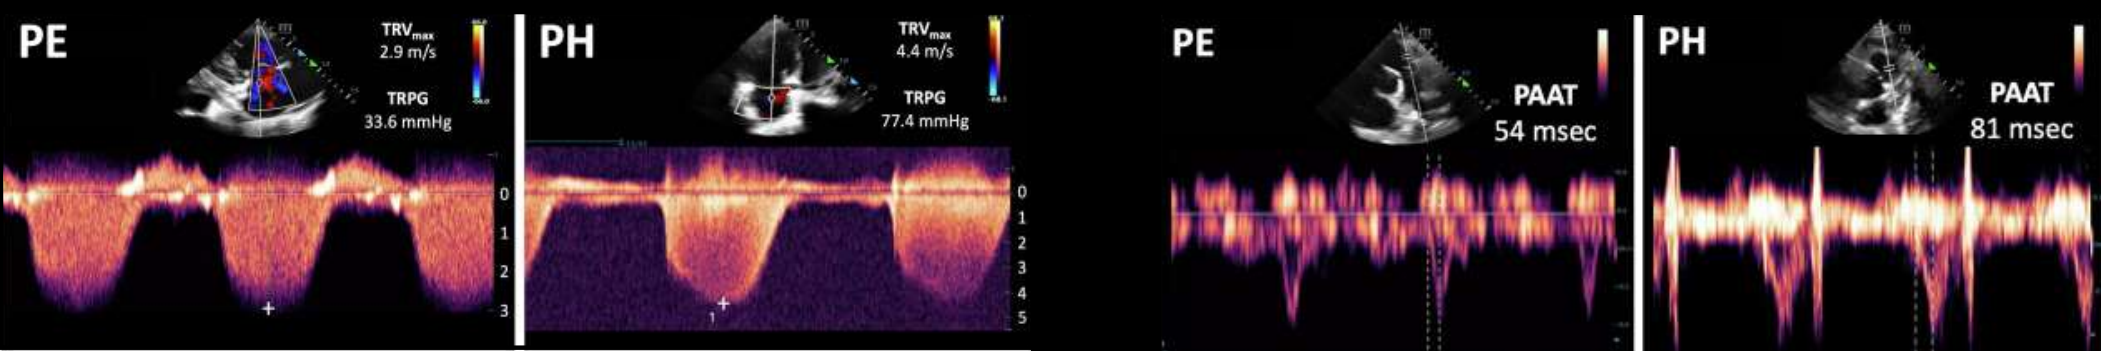 PE
TRVmax
2.9 m/s
TRPG
33.6 mmHg
0
1
2
3
PH
TRVmax
4.4 m/s
TRPG
77.4 mmHg
0
1
2
3
4
5
1
PE
PAAT
54 msec
PH
PAAT
81 msec